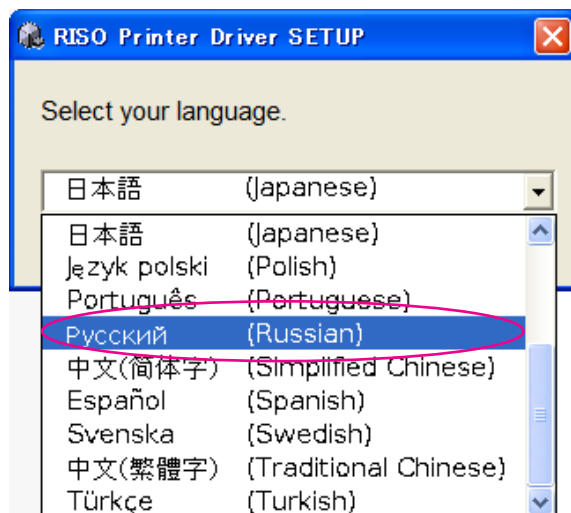 RISO Printer Driver SETUP
Select your language.
日本語 (Japanese)
日本語 (Japanese)
Język polski (Polish)
Português (Portuguese)
Русский (Russian)
中文(简体字) (Simplified Chinese)
Español (Spanish)
Svenska (Swedish)
中文(繁體字) (Traditional Chinese)
Türkçe (Turkish)